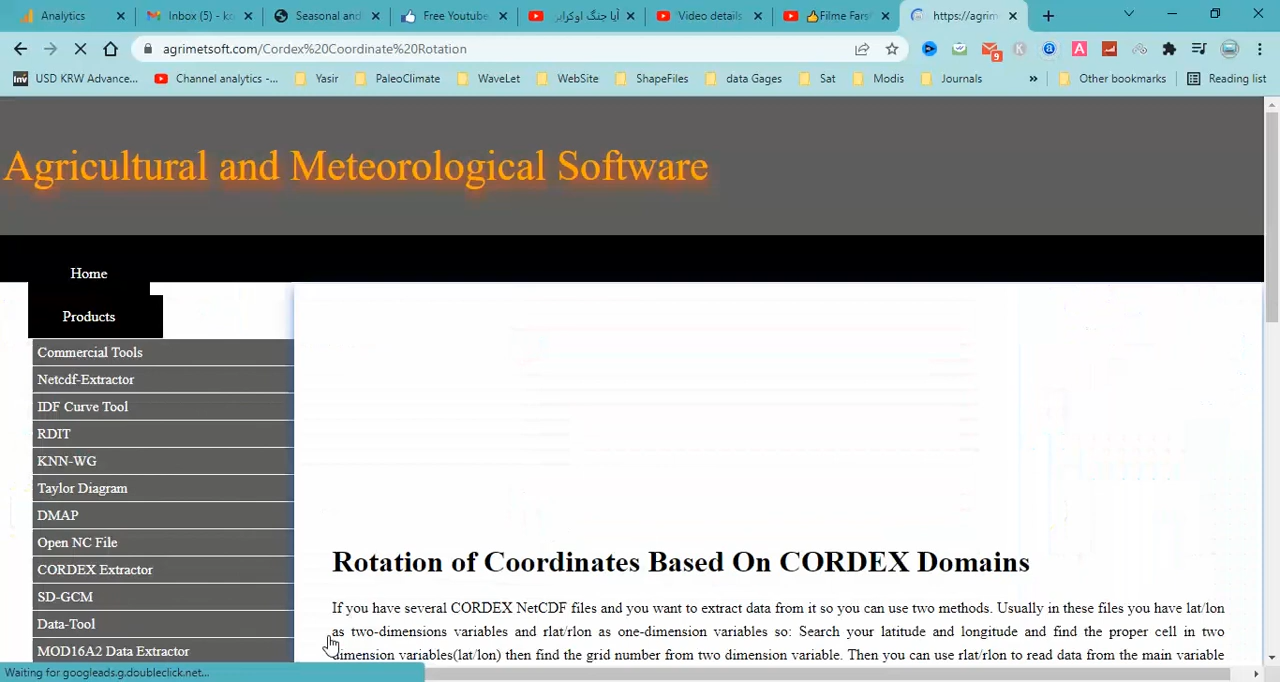 Analytics
Inbox (5) - ko
Seasonal and
Free Youtube
آیا جنگ اوکراین
Video details
Filme Fars
https://agrim
agrimetsoft.com/Cordex%20Coordinate%20Rotation
9
USD KRW Advance...
Channel analytics -...
Yasir
PaleoClimate
WaveLet
WebSite
ShapeFiles
data Gages
Sat
Modis
Journals
»
Other bookmarks
Reading list
Agricultural and Meteorological Software
Home
Products
Commercial Tools
Netcdf-Extractor
IDF Curve Tool
RDIT
KNN-WG
Taylor Diagram
DMAP
Open NC File
CORDEX Extractor
SD-GCM
Data-Tool
MOD16A2 Data Extractor
Rotation of Coordinates Based On CORDEX Domains
If you have several CORDEX NetCDF files and you want to extract data from it so you can use two methods. Usually in these files you have lat/lon
as two-dimensions variables and rlat/rlon as one-dimension variables so: Search your latitude and longitude and find the proper cell in two
dimension variables(lat/lon) then find the grid number from two dimension variable. Then you can use rlat/rlon to read data from the main variable
Waiting for googleads.g.doubleclick.net...